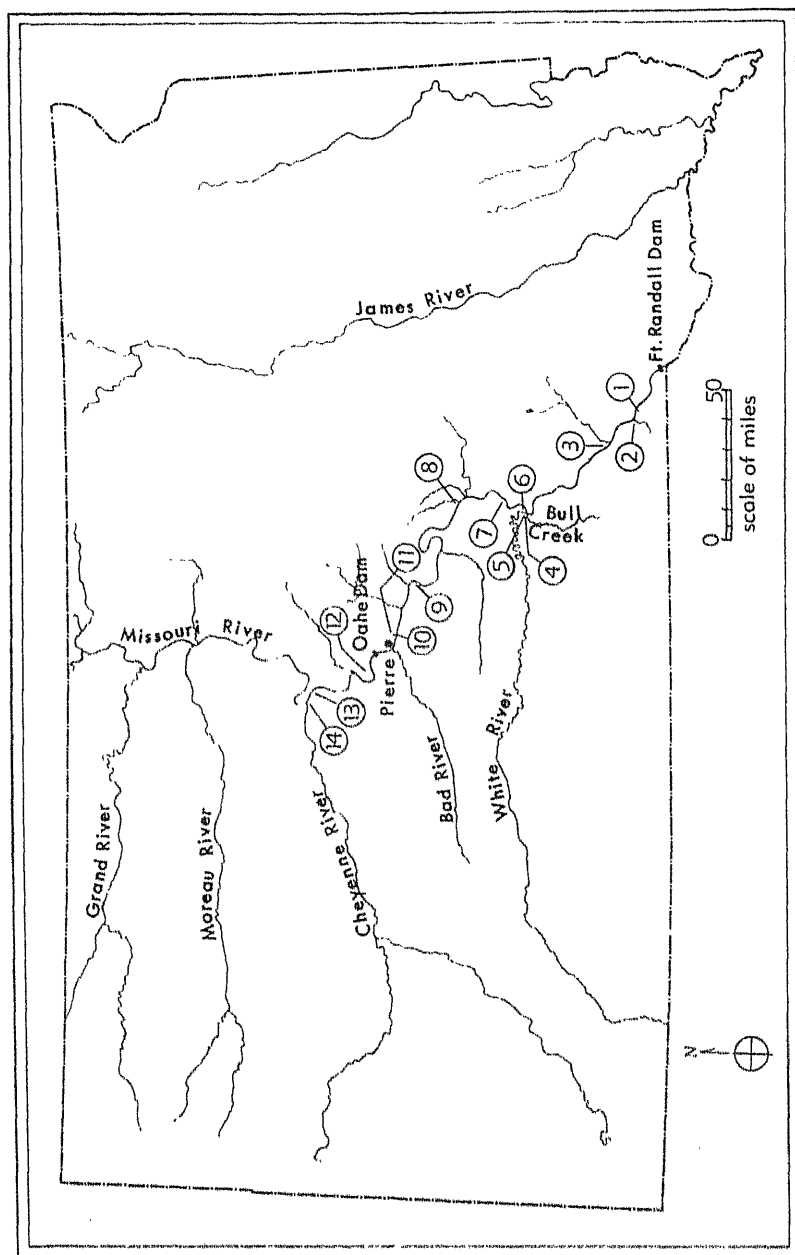 Grand River
Moreau River
Missouri River
Cheyenne River
14
13
12
Oahe Dam
Pierre
11
10
9
Bad River
White River
8
7
6
5
4
Bull
Creek
James River
3
2
1
Ft. Randall Dam
N
0 50
scale of miles